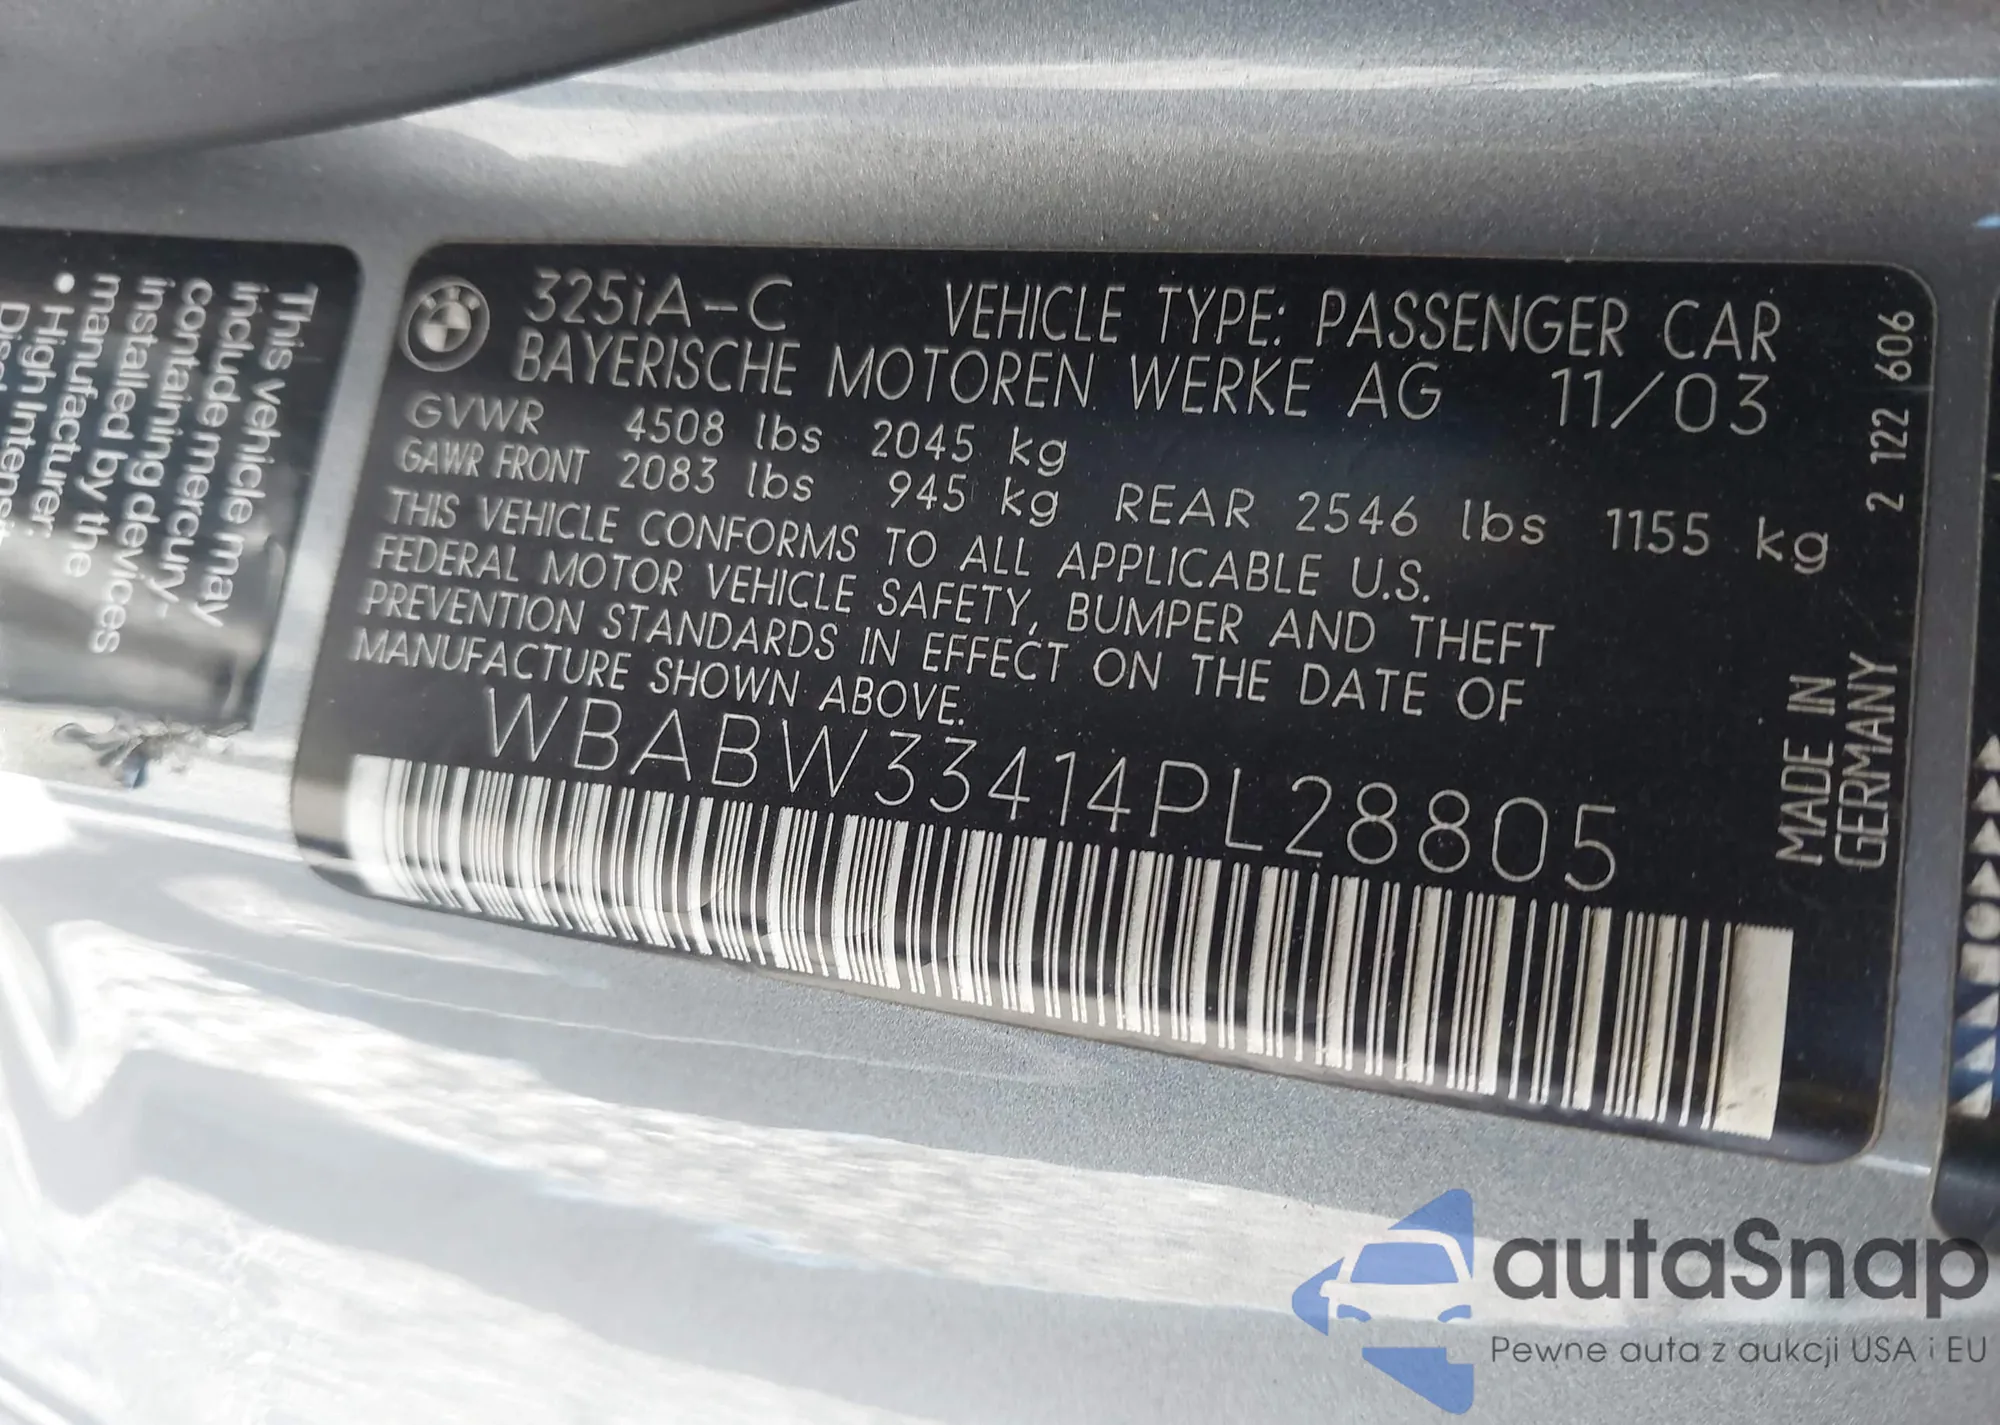 This vehicle may
include mercury-
containing devices
installed by the
manufacturer:
• High Intensit
325iA-C VEHICLE TYPE: PASSENGER CAR
BAYERISCHE MOTOREN WERKE AG 11/03
GVWR 4508 lbs 2045 kg
GAWR FRONT 2083 lbs 945 kg REAR 2546 lbs 1155 kg
THIS VEHICLE CONFORMS TO ALL APPLICABLE U.S.
FEDERAL MOTOR VEHICLE SAFETY, BUMPER AND THEFT
PREVENTION STANDARDS IN EFFECT ON THE DATE OF
MANUFACTURE SHOWN ABOVE.
WBABW33414PL28805
2 122 606
MADE IN
GERMANY
autaSnap
Pewne auta z aukcji USA i EU